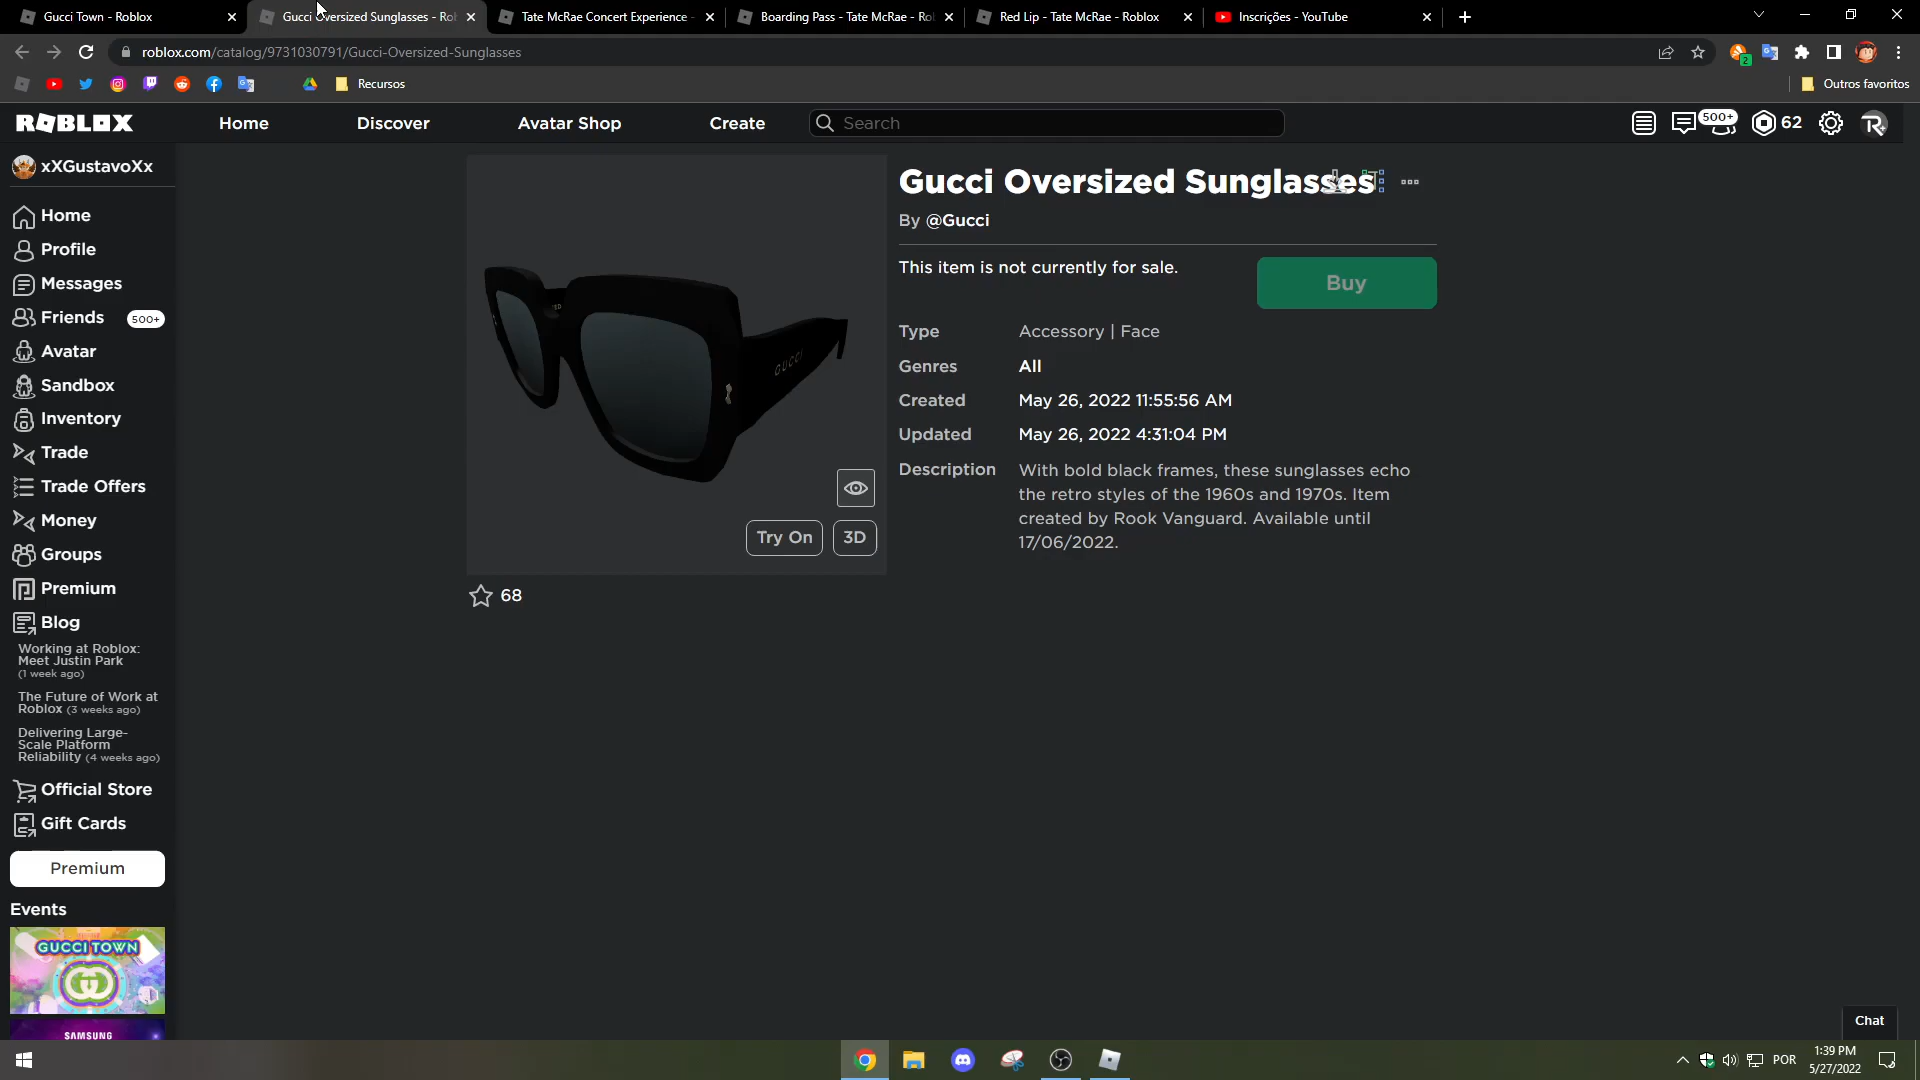 Gucci Town - Roblox
Gucci Oversized Sunglasses - Rob
Tate McRae Concert Experience -
Boarding Pass - Tate McRae - Rob
Red Lip - Tate McRae - Roblox
Inscrições - YouTube
roblox.com/catalog/9731030791/Gucci-Oversized-Sunglasses
2
Recursos
Outros favoritos
ROBLOX
Home
Discover
Avatar Shop
Create
Search
500+
62
xXGustavoXx
Home
Profile
Messages
Friends
500+
Avatar
Sandbox
Inventory
Trade
Trade Offers
Money
Groups
Premium
Blog
Working at Roblox:
Meet Justin Park
(1 week ago)
The Future of Work at
Roblox (3 weeks ago)
Delivering Large-
Scale Platform
Reliability (4 weeks ago)
Official Store
Gift Cards
Premium
Events
GUCCI TOWN
SAMSUNG
GUCCI
Try On
3D
68
Gucci Oversized Sunglasses
By @Gucci
This item is not currently for sale.
Buy
Type
Accessory | Face
Genres
All
Created
May 26, 2022 11:55:56 AM
Updated
May 26, 2022 4:31:04 PM
Description
With bold black frames, these sunglasses echo
the retro styles of the 1960s and 1970s. Item
created by Rook Vanguard. Available until
17/06/2022.
Chat
POR
1:39 PM
5/27/2022